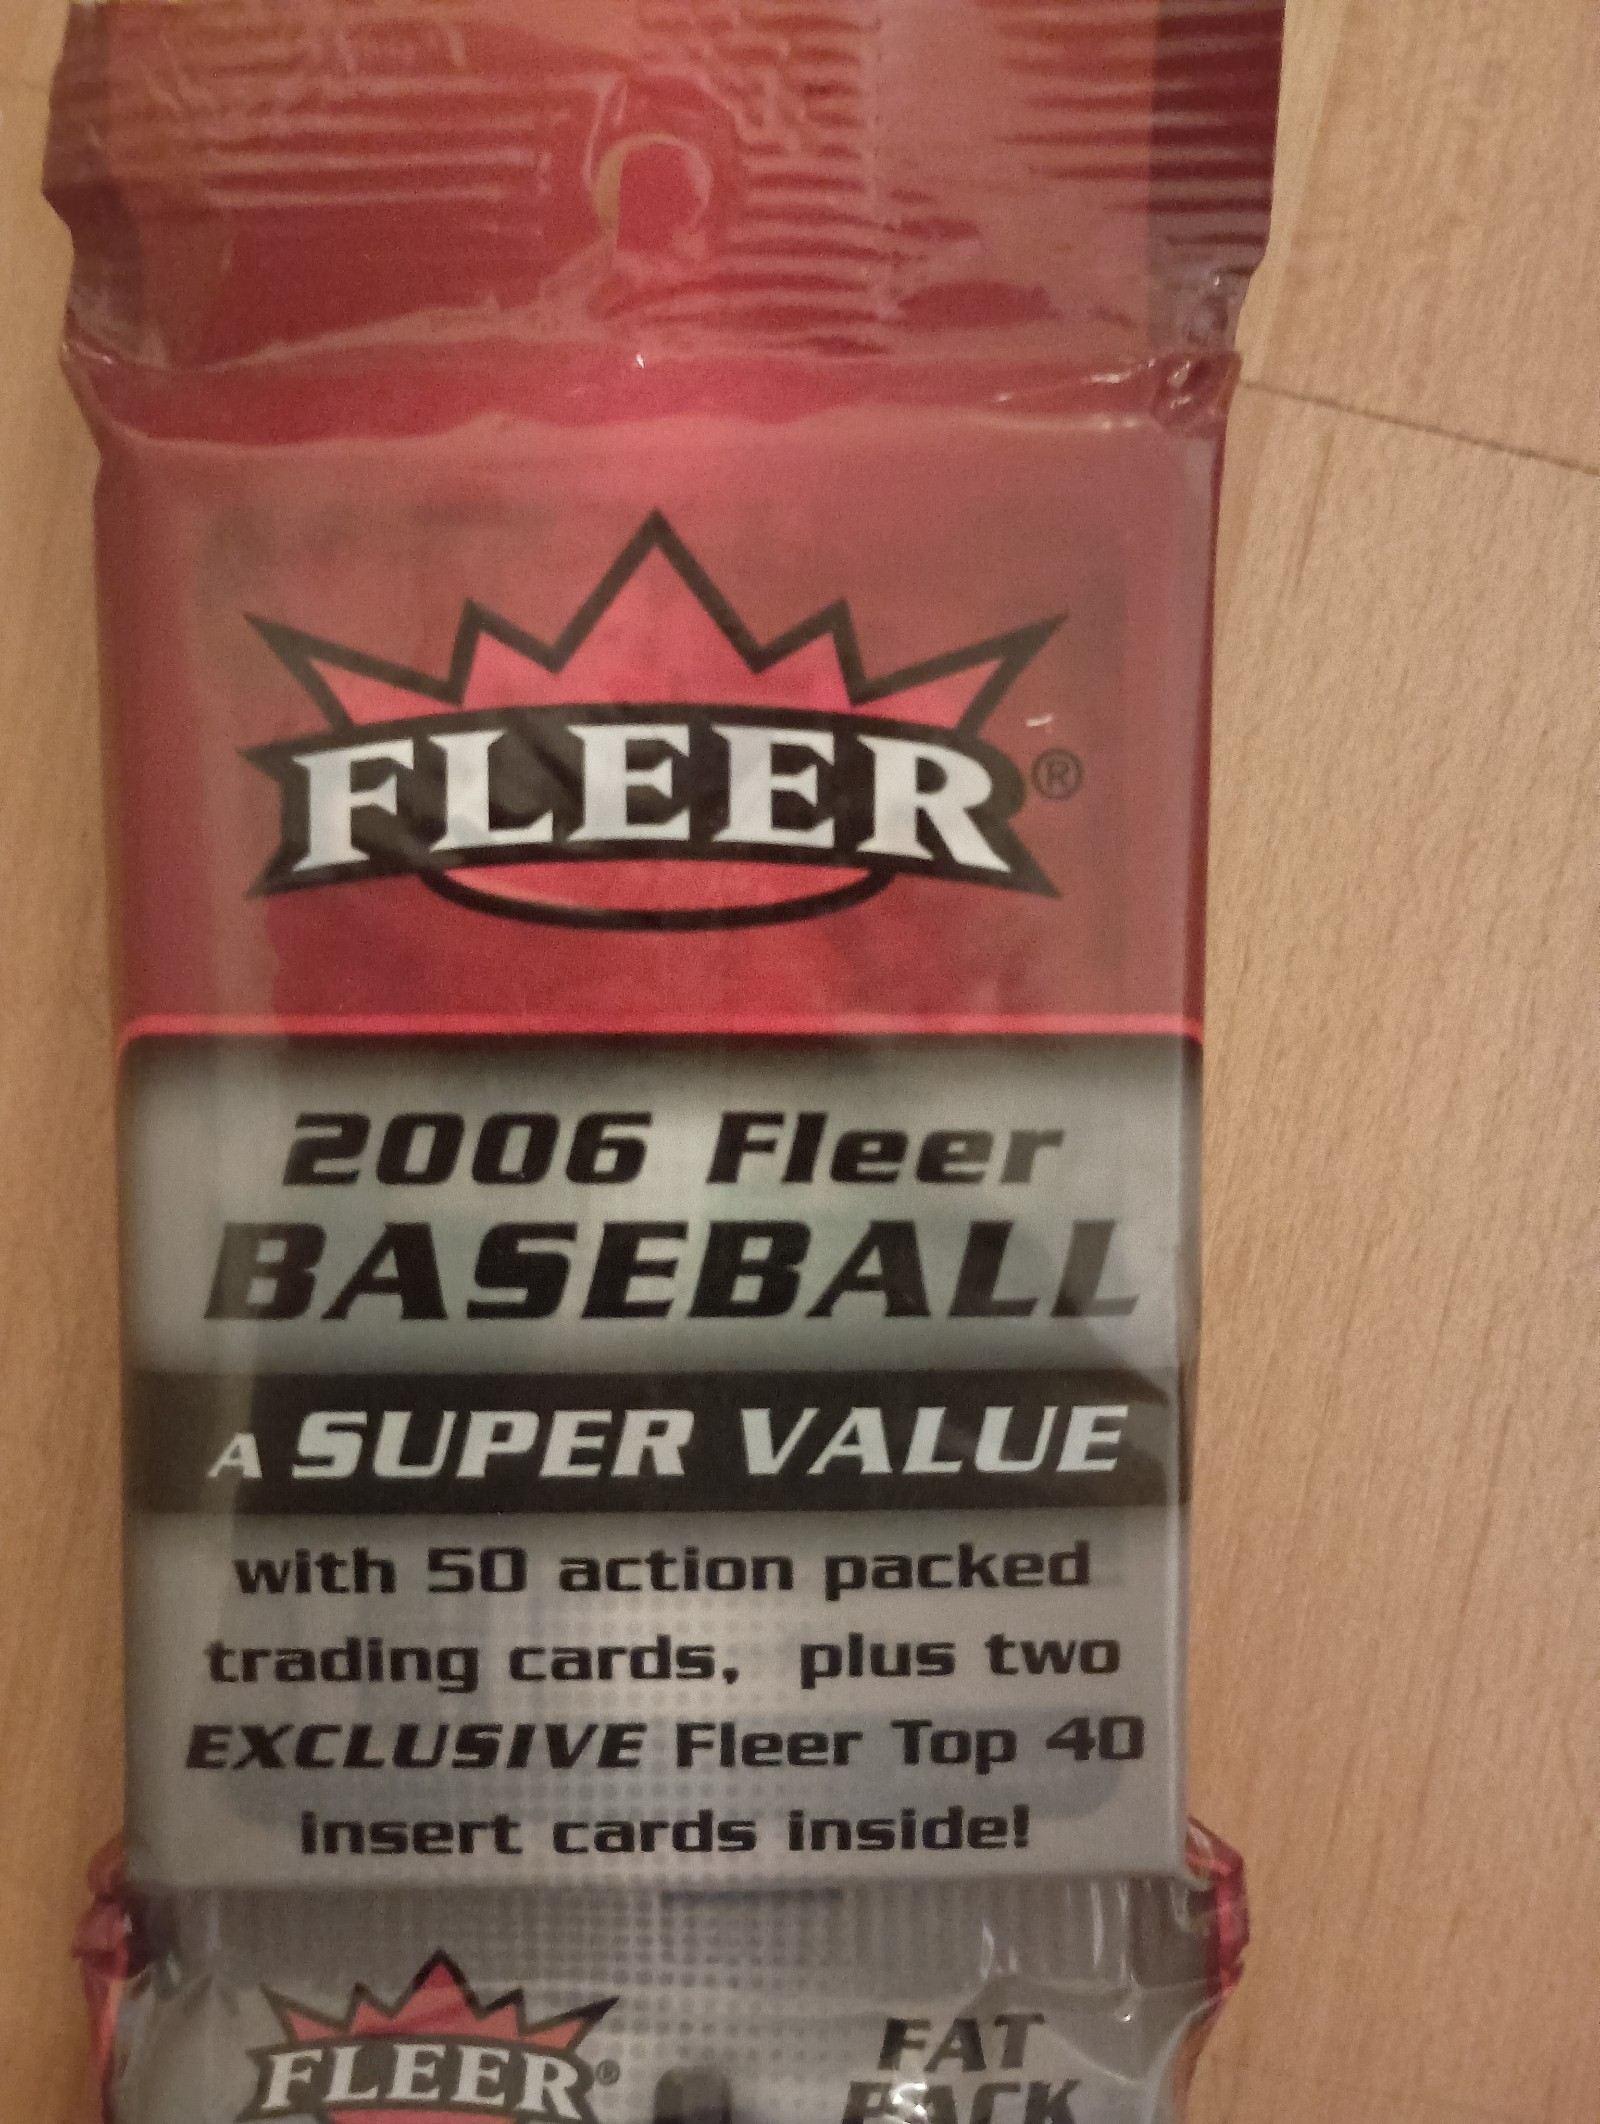 FLEER®
2006 Fleer
BASEBALL
A SUPER VALUE
with 50 action packed
trading cards, plus two
EXCLUSIVE Fleer Top 40
insert cards inside!
FLEER®
FAT
PACK